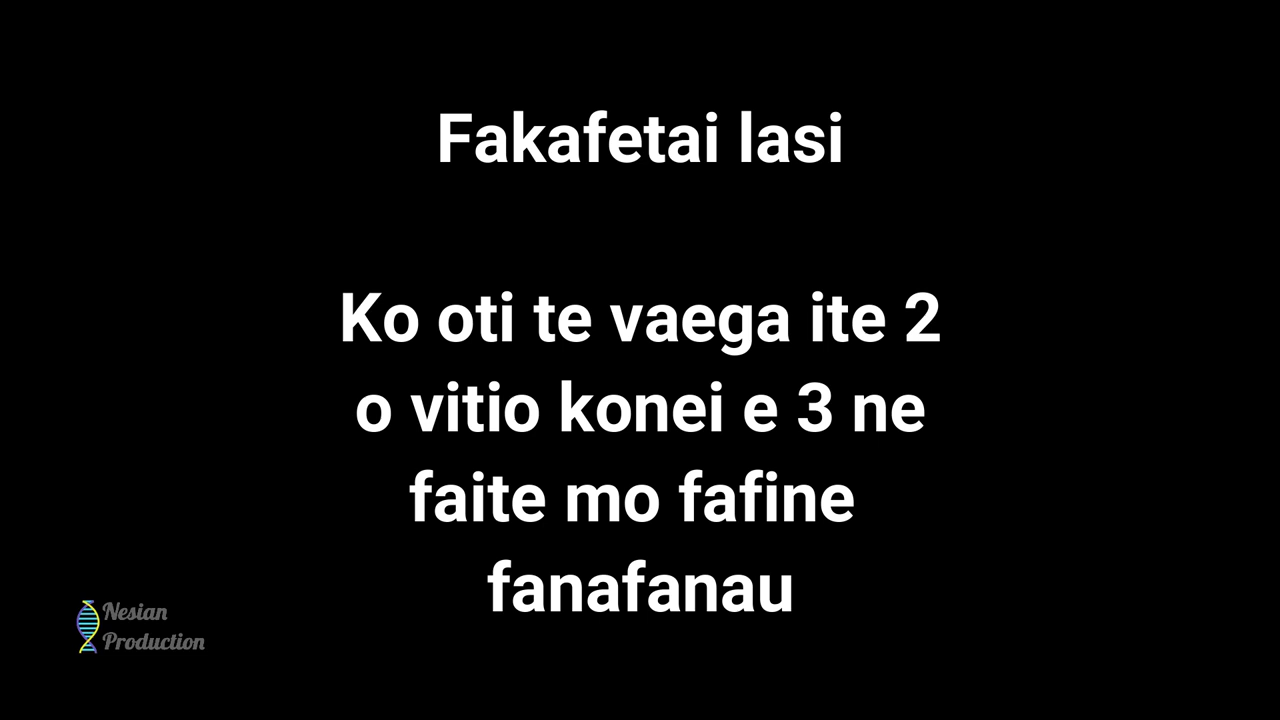 Fakafetai lasi
Ko oti te vaega ite 2
o vitio konei e 3 ne
faite mo fafine
fanafanau
Nesian
Production